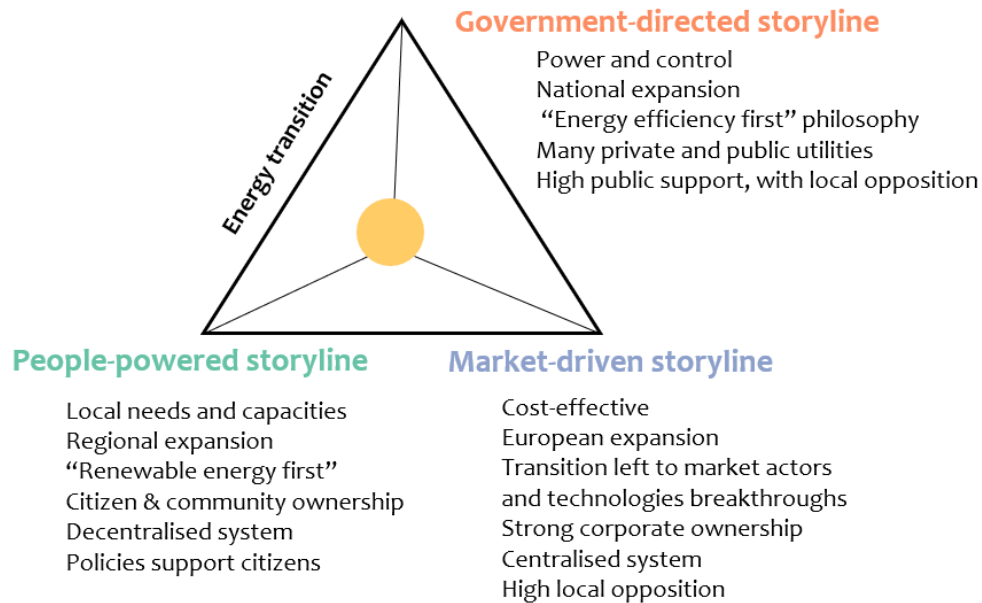 Government-directed storyline
Power and control
National expansion
“Energy efficiency first” philosophy
Many private and public utilities
High public support, with local opposition
Energy transition
People-powered storyline
Local needs and capacities
Regional expansion
“Renewable energy first”
Citizen & community ownership
Decentralised system
Policies support citizens
Market-driven storyline
Cost-effective
European expansion
Transition left to market actors
and technologies breakthroughs
Strong corporate ownership
Centralised system
High local opposition